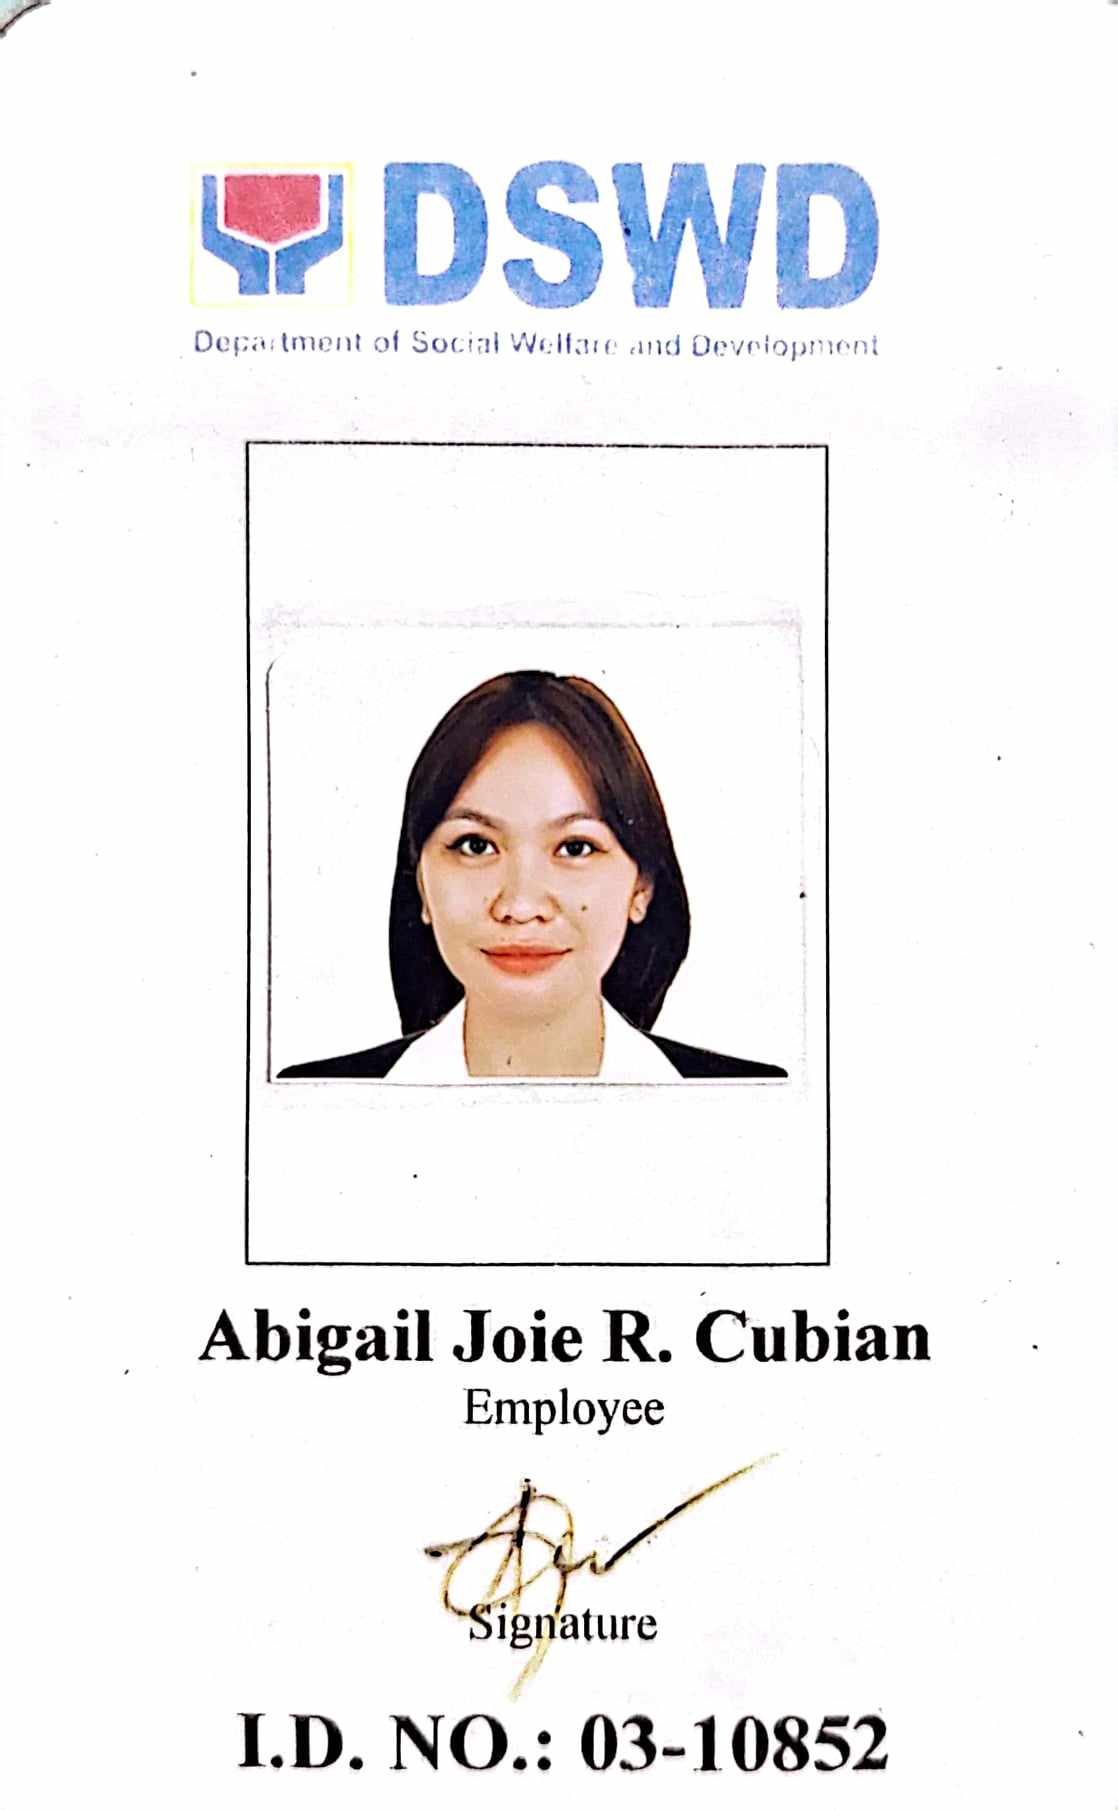 DSWD
Department of Social Welfare and Development
Abigail Joie R. Cubian
Employee
Signature
I.D. NO.: 03-10852